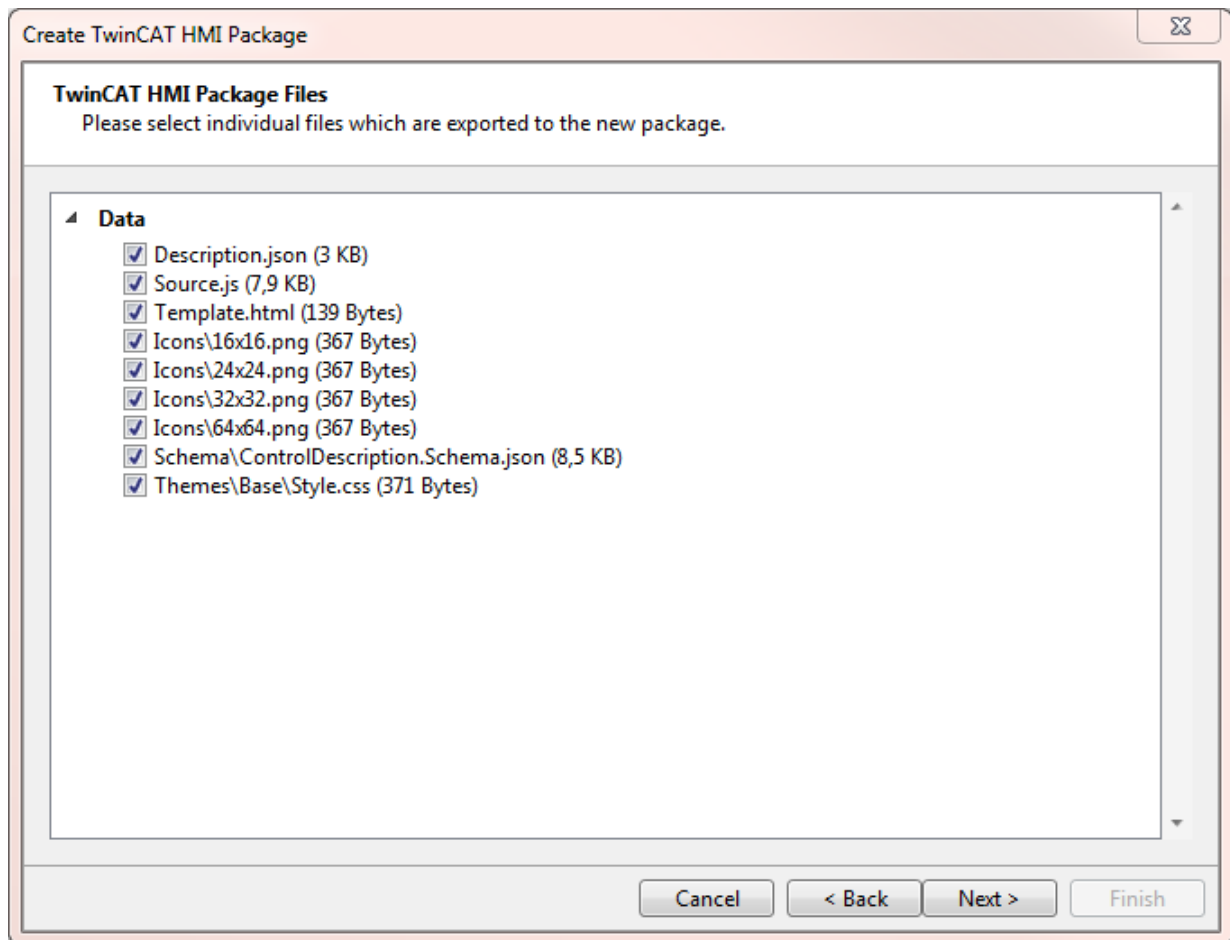 Create TwinCAT HMI Package
TwinCAT HMI Package Files
Please select individual files which are exported to the new package.
Data
Description.json (3 KB)
Source.js (7,9 KB)
Template.html (139 Bytes)
Icons\16x16.png (367 Bytes)
Icons\24x24.png (367 Bytes)
Icons\32x32.png (367 Bytes)
Icons\64x64.png (367 Bytes)
Schema\ControlDescription.Schema.json (8,5 KB)
Themes\Base\Style.css (371 Bytes)
Cancel < Back Next > Finish